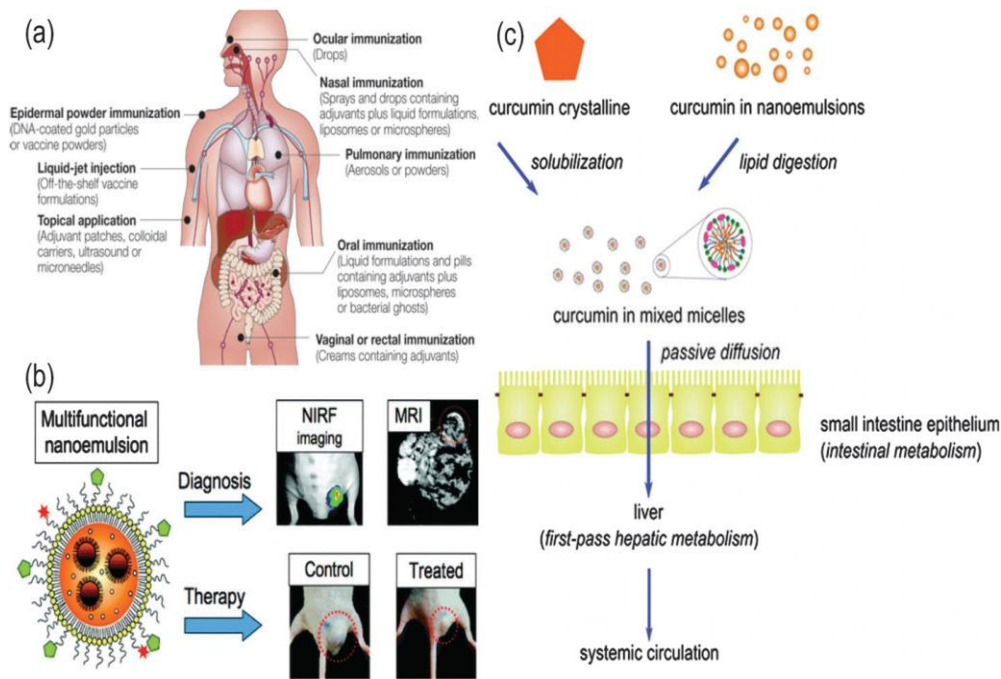 (a)
Ocular immunization
(Drops)
Nasal immunization
(Sprays and drops containing
adjuvants plus liquid formulations,
liposomes or microspheres)
Epidermal powder immunization
(DNA-coated gold particles
or vaccine powders)
Pulmonary immunization
(Aerosols or powders)
Liquid-jet injection
(Off-the-shelf vaccine
formulations)
Topical application
(Adjuvant patches, colloidal
carriers, ultrasound or
microneedles)
Oral immunization
(Liquid formulations and pills
containing adjuvants plus
liposomes, microspheres
or bacterial ghosts)
Vaginal or rectal immunization
(Creams containing adjuvants)
(b)
Multifunctional
nanoemulsion
Diagnosis
NIRF
imaging
MRI
Therapy
Control
Treated
(c)
curcumin crystalline
curcumin in nanoemulsions
solubilization
lipid digestion
curcumin in mixed micelles
passive diffusion
small intestine epithelium
(intestinal metabolism)
liver
(first-pass hepatic metabolism)
systemic circulation